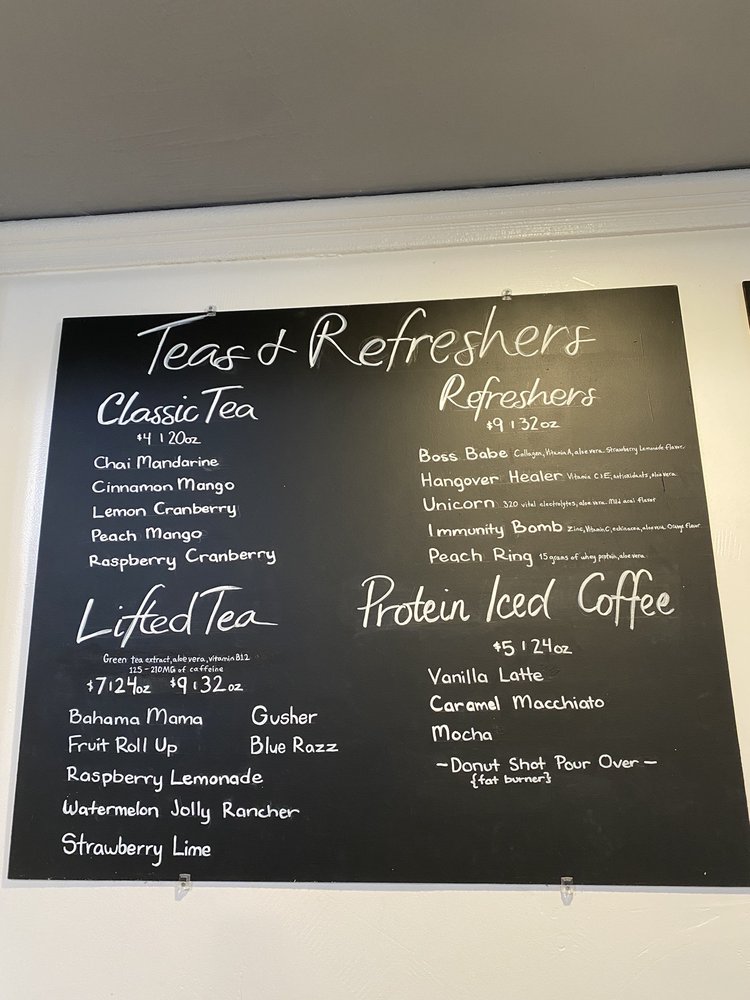 Teas & Refreshers
Classic Tea
$4 | 20oz
Chai Mandarine
Cinnamon Mango
Lemon Cranberry
Peach Mango
Raspberry Cranberry
Lifted Tea
Green tea extract, aloe vera, vitamin B12
125-210MG of caffeine
$7 | 24oz $9 | 32oz
Bahama Mama Gusher
Fruit Roll Up Blue Razz
Raspberry Lemonade
Watermelon Jolly Rancher
Strawberry Lime
Refreshers
$9 | 32oz
Boss Babe Collagen, Vitamin A, aloe vera. Strawberry Lemonade flavor.
Hangover Healer Vitamin C & E, antioxidants, aloe vera
Unicorn 320 vital electrolytes, aloe vera. Mild acai flavor
Immunity Bomb Zinc, Vitamin C, echinacea, aloe vera. Orange flavor
Peach Ring 15 grams of whey protein, aloe vera
Protein Iced Coffee
$5 | 24oz
Vanilla Latte
Caramel Macchiato
Mocha
-Donut Shot Pour Over-
{fat burner}